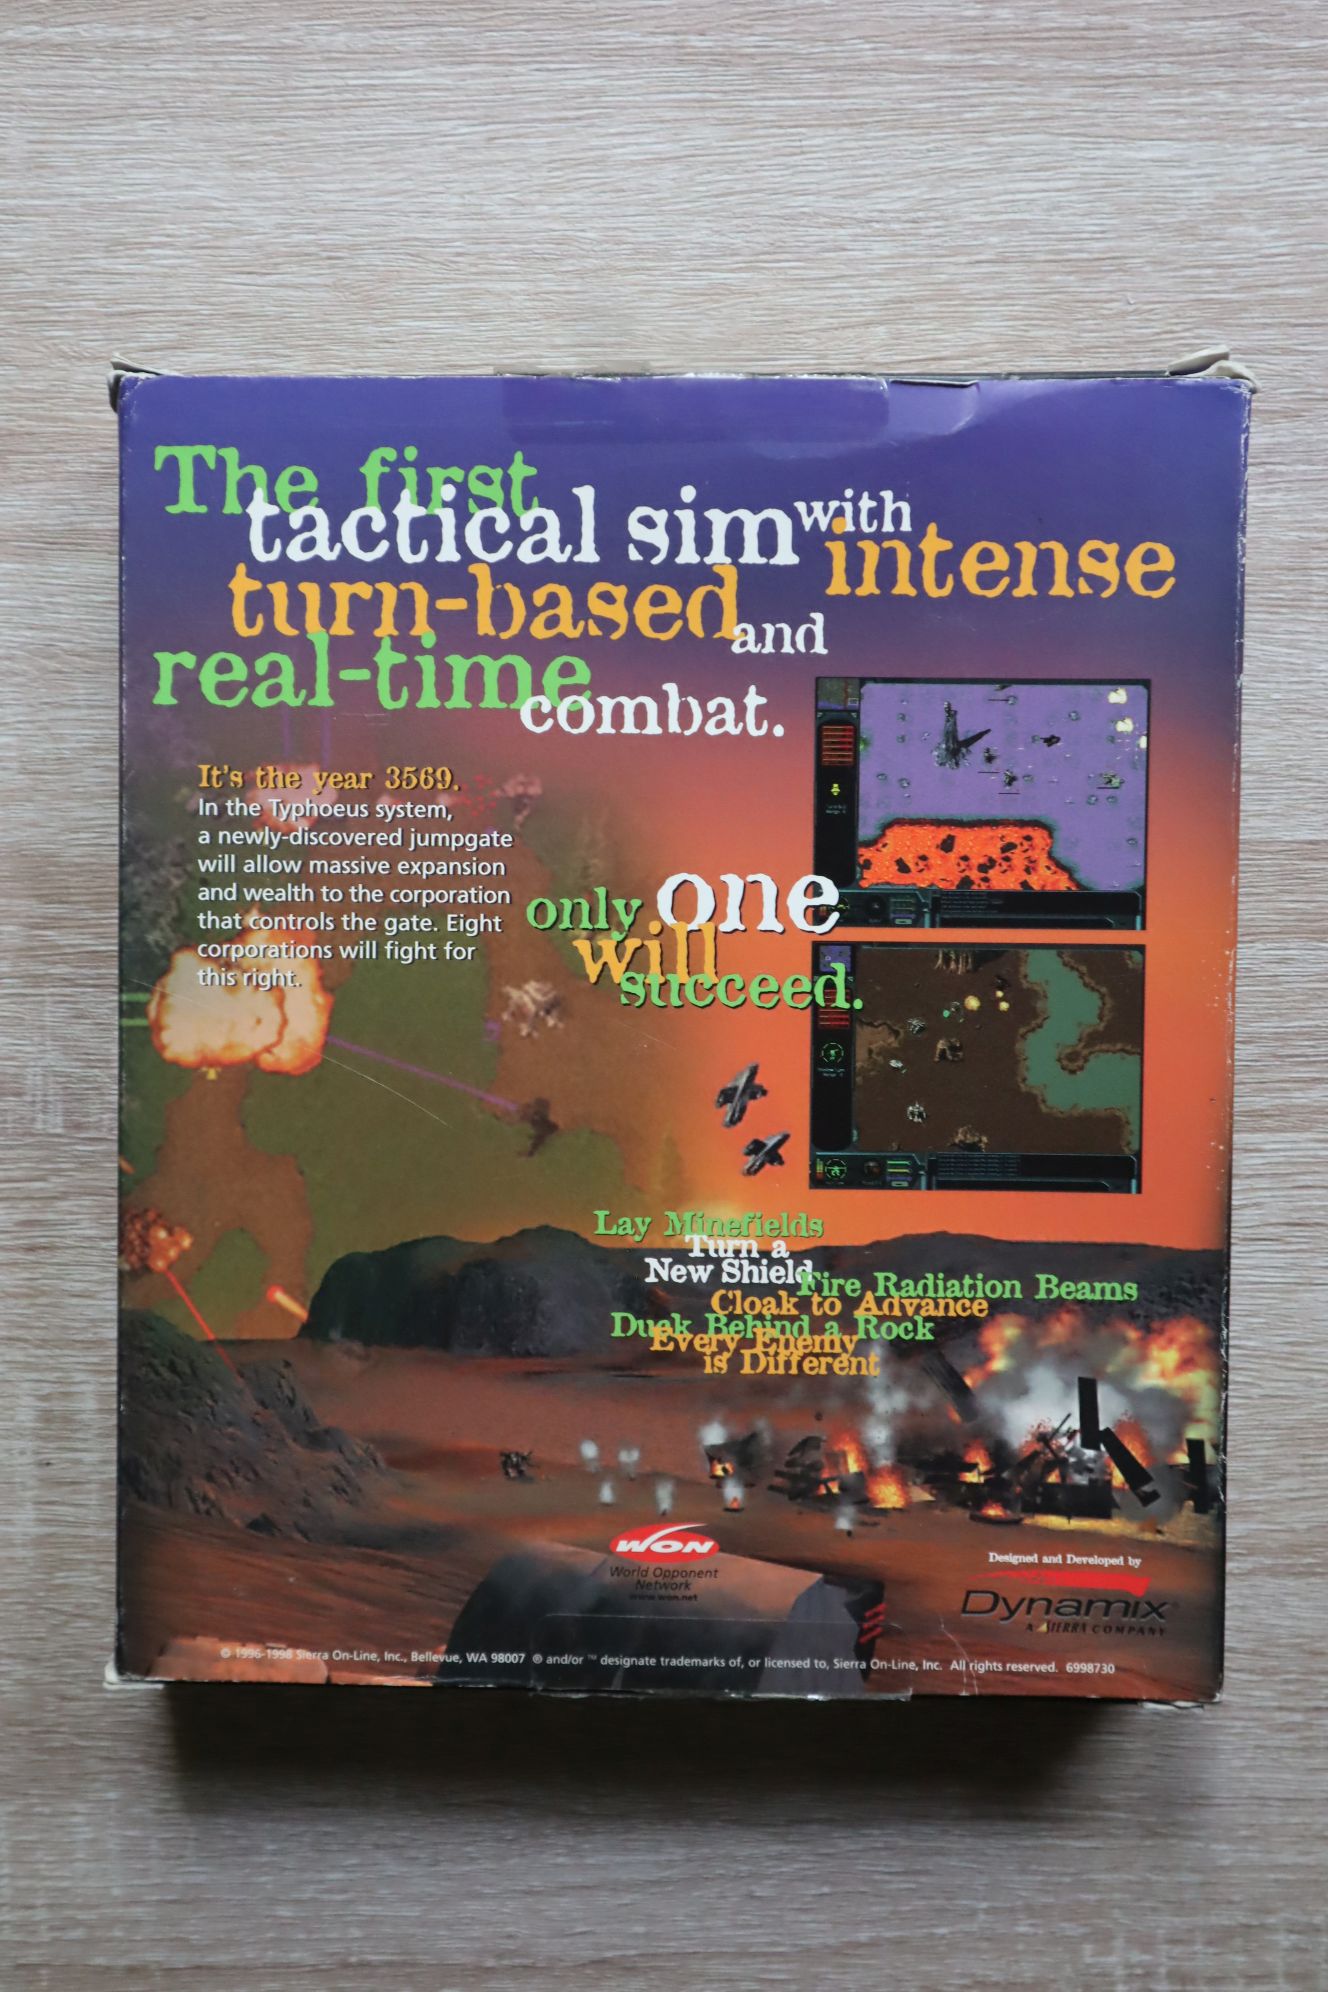 The first
tactical sim with
intense
turn-based and
real-time
combat.
It's the year 3569.
In the Typhoeus system,
a newly-discovered jumpgate
will allow massive expansion
and wealth to the corporation
that controls the gate. Eight
corporations will fight for
this right.
only one
will
succeed.
Lay Minefields
Turn a
New Shield
Fire Radiation Beams
Cloak to Advance
Duck Behind a Rock
Every Enemy
is Different
WON
World Opponent
Network
www.won.net
Designed and Developed by
Dynamix
A SIERRA COMPANY
© 1996-1998 Sierra On-Line, Inc., Bellevue, WA 98007 ® and/or ™ designate trademarks of, or licensed to, Sierra On-Line, Inc. All rights reserved. 6998730